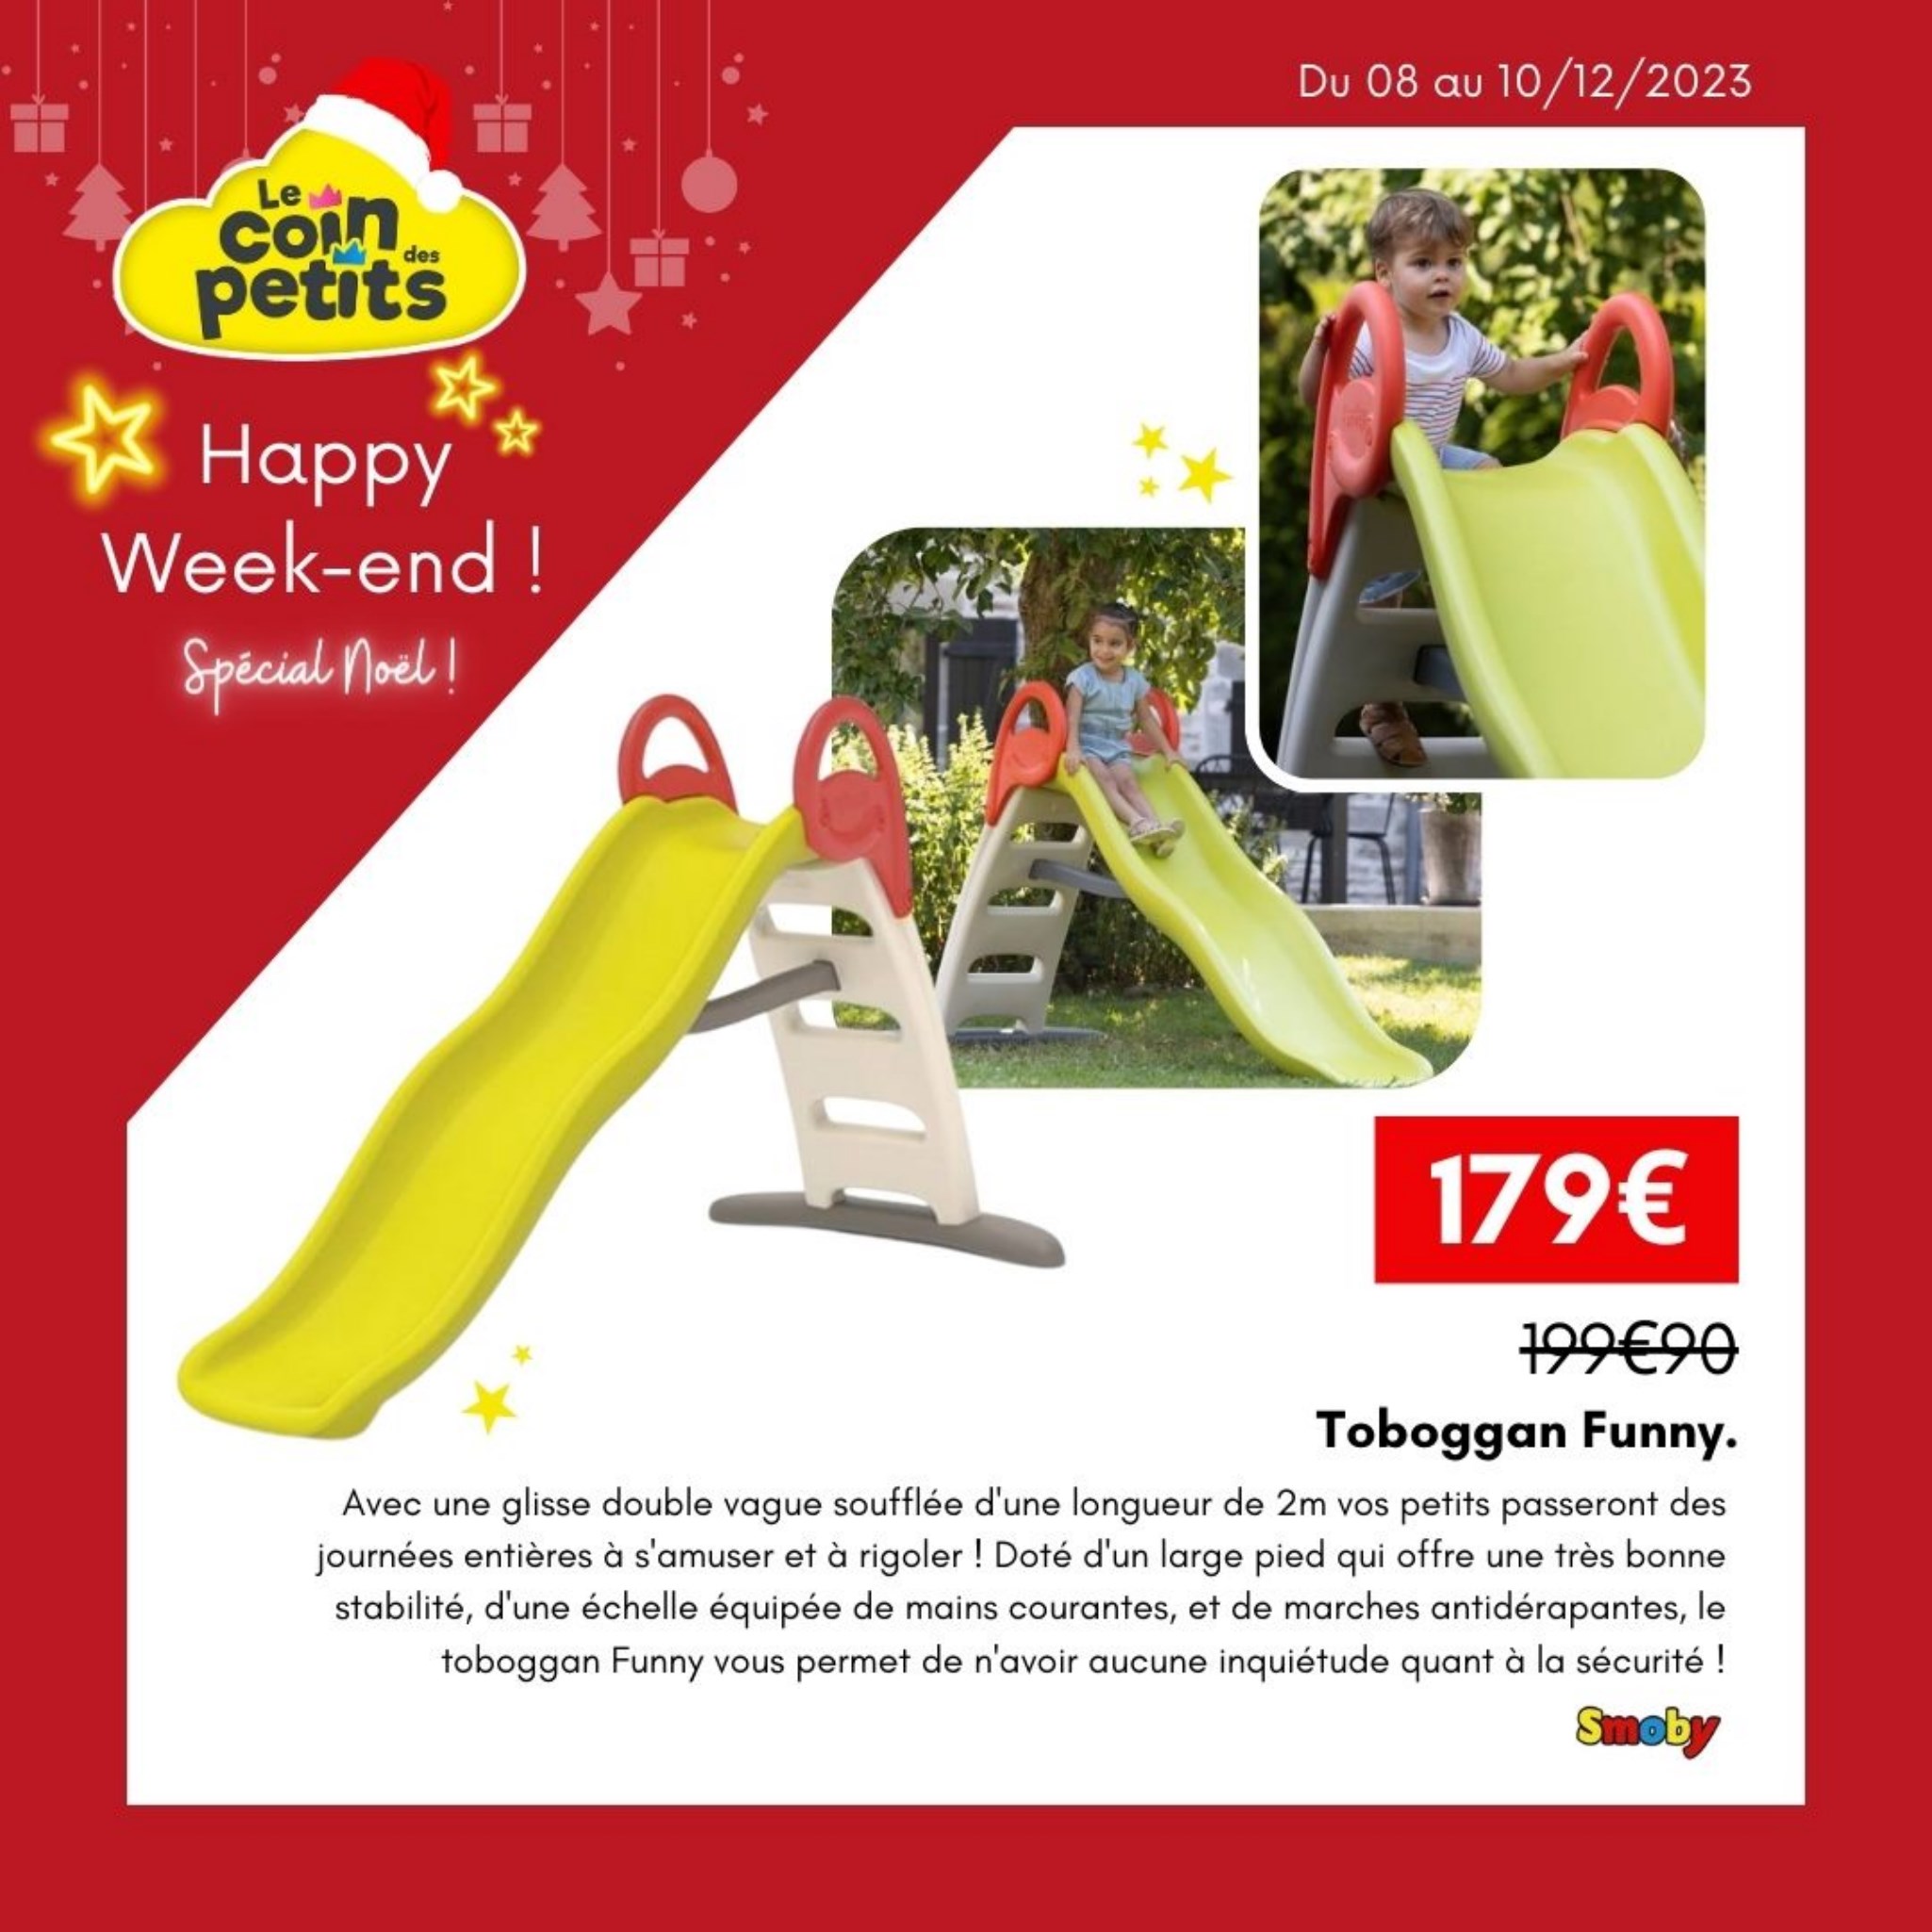 Du 08 au 10/12/2023
Le
coin
des
petits
Happy
Week-end !
Spécial Noël !
179€
199€90
Toboggan Funny.
Avec une glisse double vague soufflée d'une longueur de 2m vos petits passeront des
journées entières à s'amuser et à rigoler ! Doté d'un large pied qui offre une très bonne
stabilité, d'une échelle équipée de mains courantes, et de marches antidérapantes, le
toboggan Funny vous permet de n'avoir aucune inquiétude quant à la sécurité !
Smoby